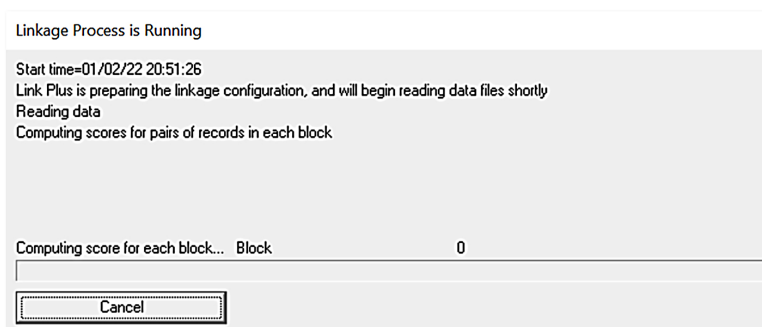 Linkage Process is Running
Start time=01/02/22 20:51:26
Link Plus is preparing the linkage configuration, and will begin reading data files shortly
Reading data
Computing scores for pairs of records in each block
Computing score for each block... Block 0
Cancel